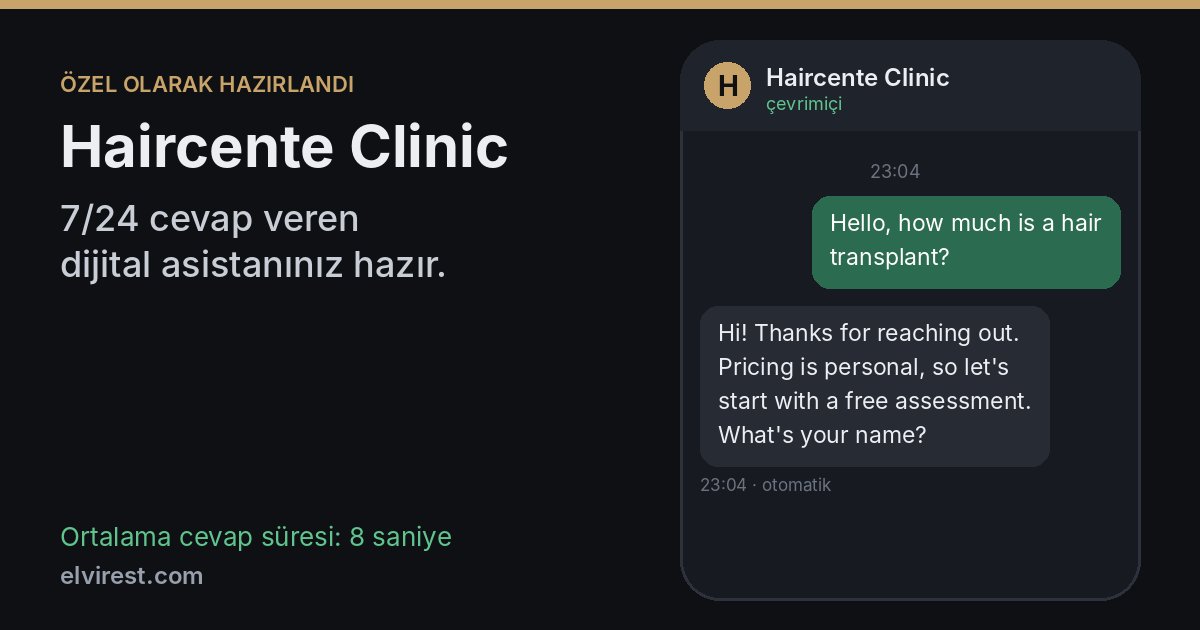 ÖZEL OLARAK HAZIRLANDI
Haircente Clinic
7/24 cevap veren
dijital asistanınız hazır.
Ortalama cevap süresi: 8 saniye
elvirest.com
H
Haircente Clinic
çevrimiçi
23:04
Hello, how much is a hair
transplant?
Hi! Thanks for reaching out.
Pricing is personal, so let's
start with a free assessment.
What's your name?
23:04 · otomatik